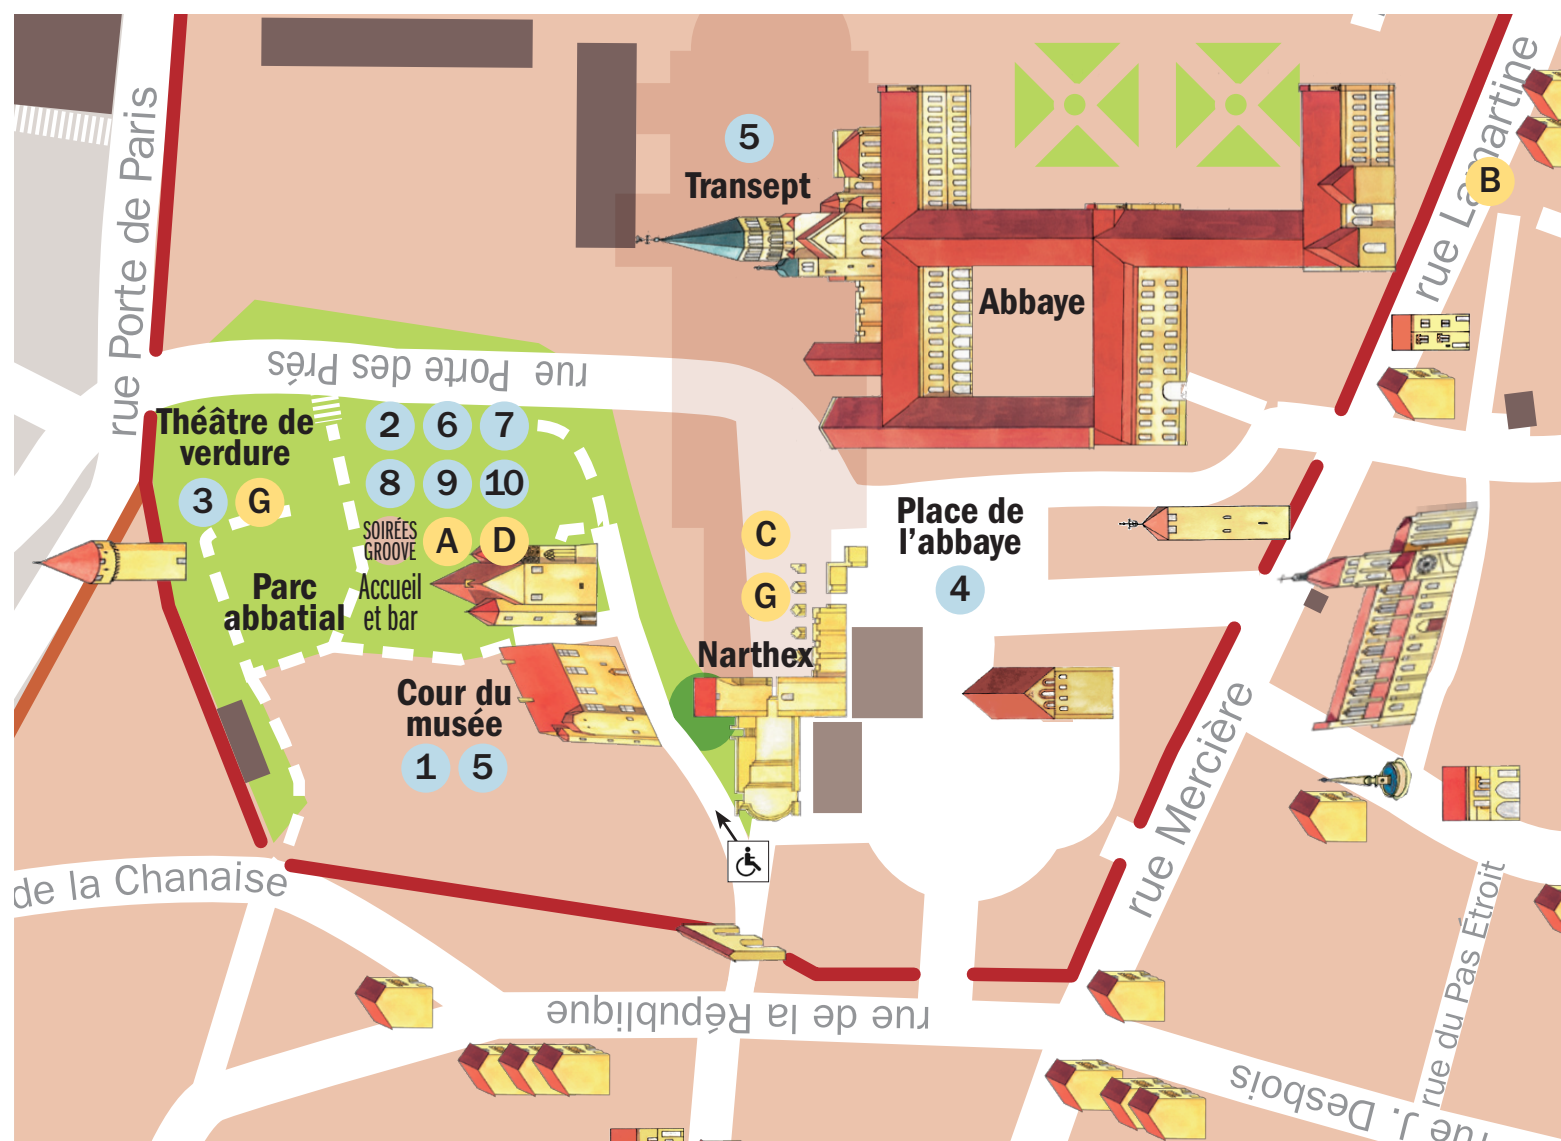 rue Porte de Paris
5
Transept
Abbaye
rue Lamartine
B
rue Porte des Prés
Théâtre de
verdure
3 G
2 6 7
8 9 10
SOIRÉES
GROOVE
A D
Accueil
et bar
Parc
abbatial
C
G
Narthex
Place de
l'abbaye
4
Cour du
musée
1 5
rue Mercière
de la Chanaise
rue de la République
rue du Pas Étroit
rue J. Desbois